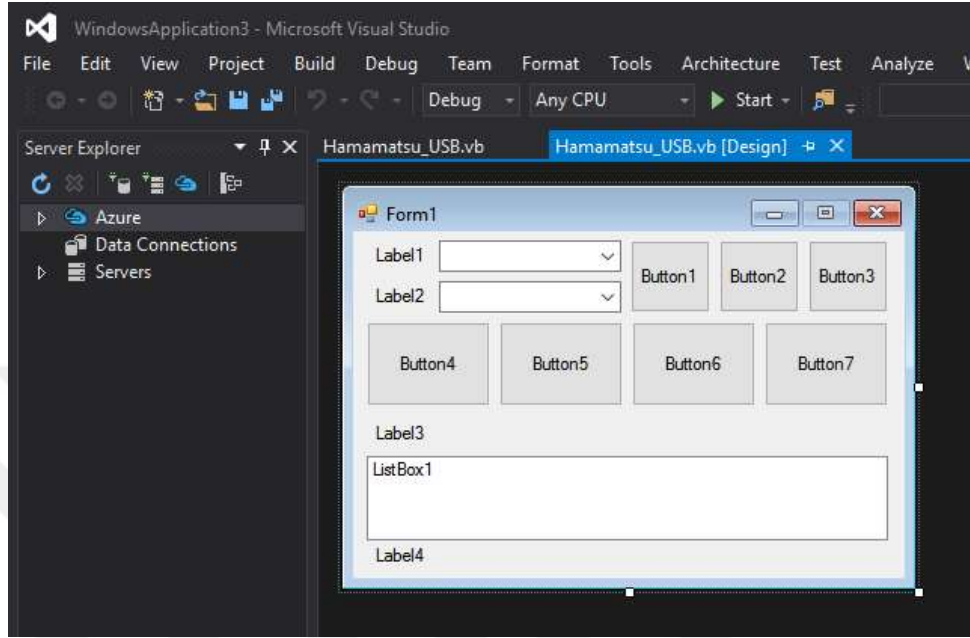 WindowsApplication3 - Microsoft Visual Studio
File Edit View Project Build Debug Team Format Tools Architecture Test Analyze
Debug Any CPU Start
Server Explorer
Hamamatsu_USB.vb Hamamatsu_USB.vb [Design]
Azure
Data Connections
Servers
Form1
Label1
Label2
Button1 Button2 Button3
Button4 Button5 Button6 Button7
Label3
ListBox1
Label4